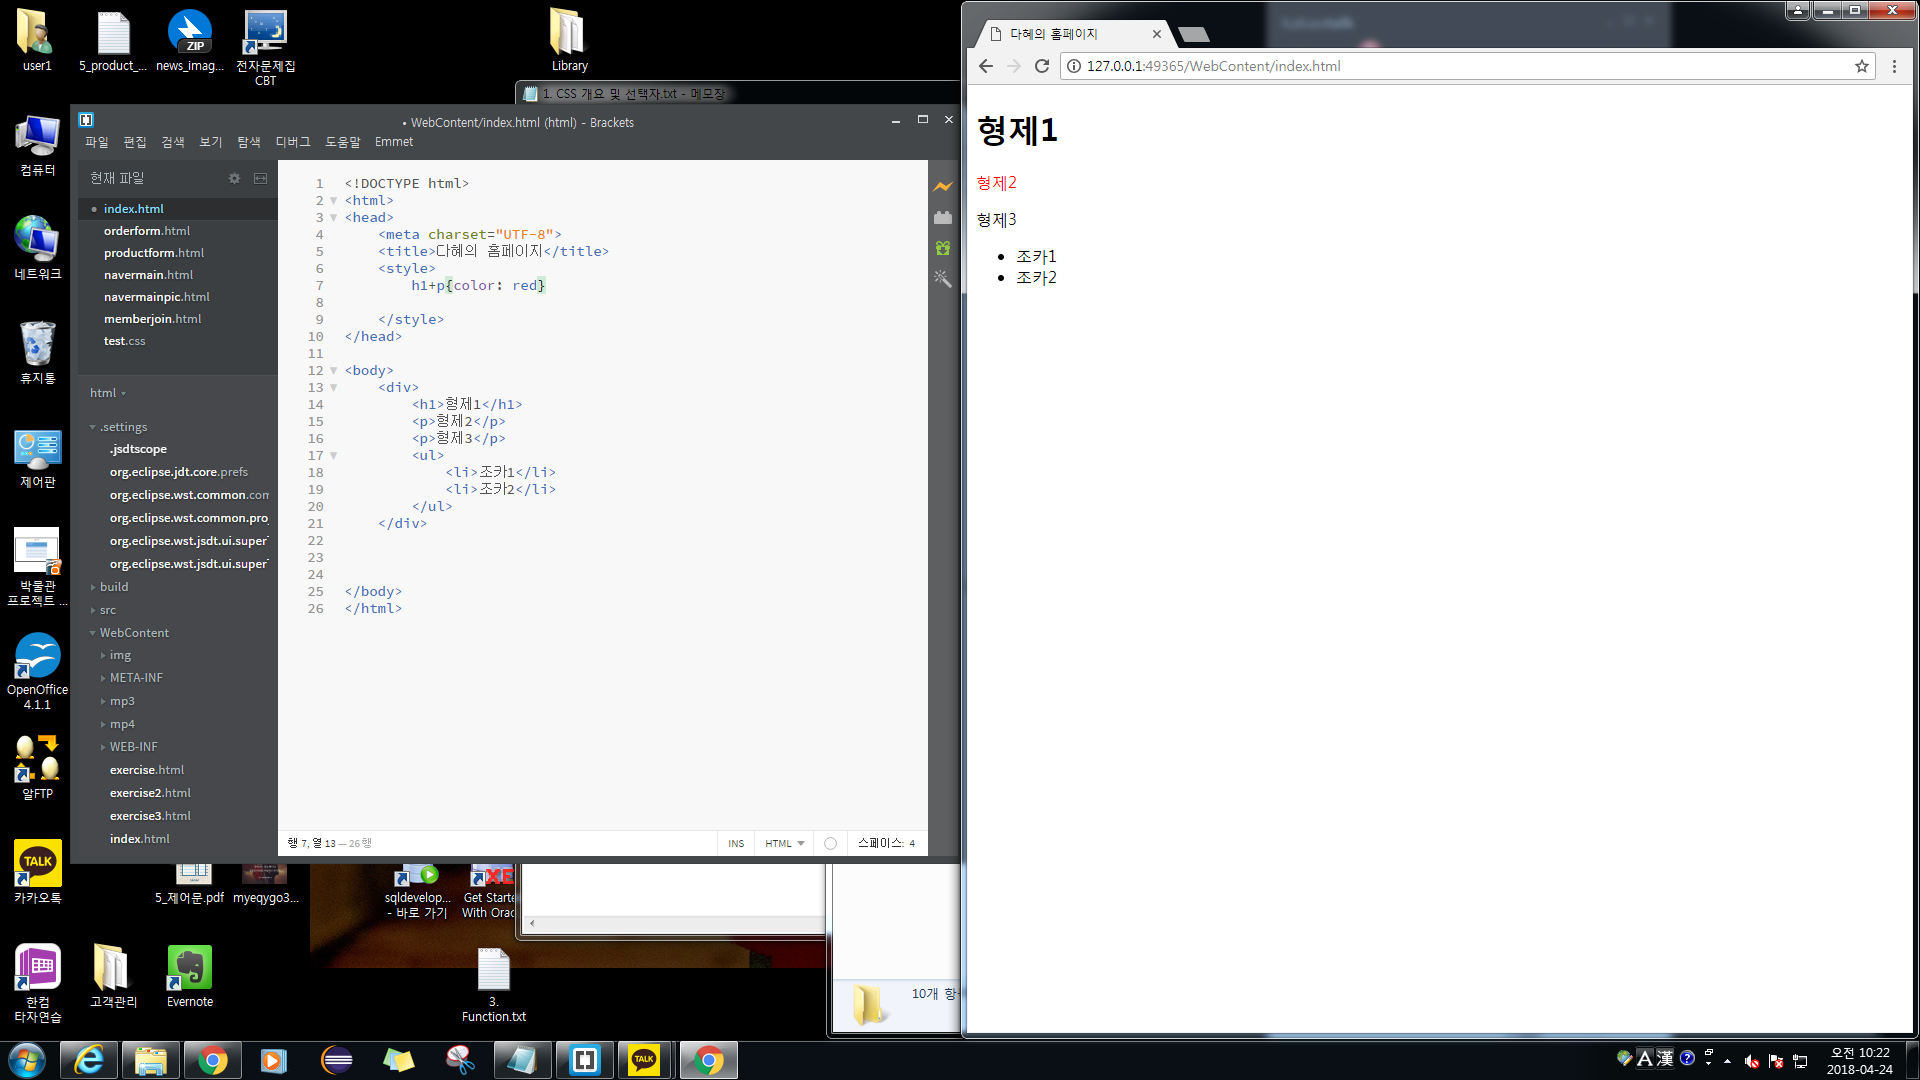 user1
5_product_...
news_imag...
ZIP
전자문제집
CBT
Library
컴퓨터
네트워크
휴지통
제어판
박물관
프로젝트 ...
OpenOffice
4.1.1
알FTP
TALK
카카오톡
한컴
타자연습
고객관리
Evernote
5_제어문.pdf
myeqygo3...
sqldevelop...
- 바로 가기
Get Starte
With Orac
3.
Function.txt
10개 항
1. CSS 개요 및 선택자.txt - 메모장
• WebContent/index.html (html) - Brackets
파일 편집 검색 보기 탐색 디버그 도움말 Emmet
현재 파일
index.html
orderform.html
productform.html
navermain.html
navermainpic.html
memberjoin.html
test.css
html
.settings
.jsdtscope
org.eclipse.jdt.core.prefs
org.eclipse.wst.common.com
org.eclipse.wst.common.pro
org.eclipse.wst.jsdt.ui.super
org.eclipse.wst.jsdt.ui.super
build
src
WebContent
img
META-INF
mp3
mp4
WEB-INF
exercise.html
exercise2.html
exercise3.html
index.html
1 <!DOCTYPE html>
2 <html>
3 <head>
4 <meta charset="UTF-8">
5 <title>다혜의 홈페이지</title>
6 <style>
7 h1+p{color: red}
8
9 </style>
10 </head>
11
12 <body>
13 <div>
14 <h1>형제1</h1>
15 <p>형제2</p>
16 <p>형제3</p>
17 <ul>
18 <li>조카1</li>
19 <li>조카2</li>
20 </ul>
21 </div>
22
23
24
25 </body>
26 </html>
행 7, 열 13 — 26 행
INS
HTML
스페이스: 4
다혜의 홈페이지
127.0.0.1:49365/WebContent/index.html
형제1
형제2
형제3
• 조카1
• 조카2
TALK
A 漢
오전 10:22
2018-04-24